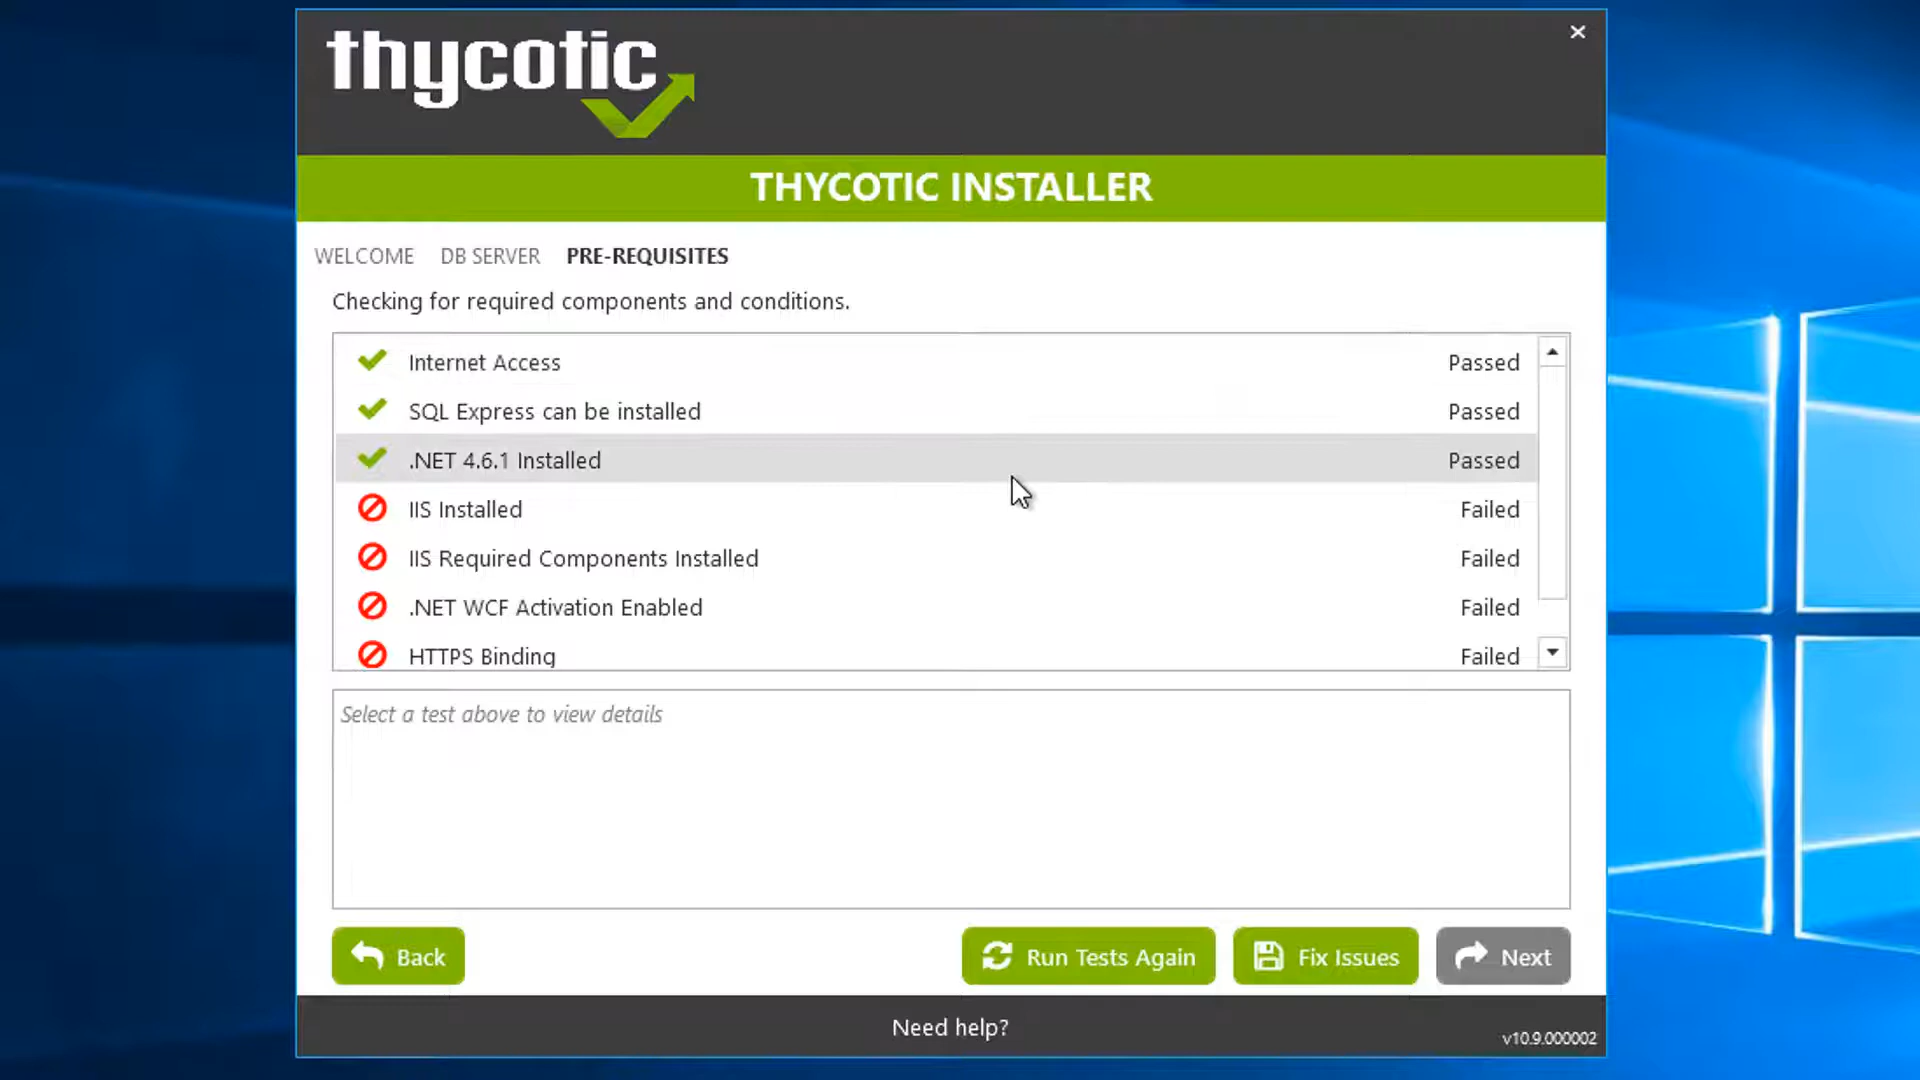 thycotic
THYCOTIC INSTALLER
WELCOME DB SERVER PRE-REQUISITES
Checking for required components and conditions.
Internet Access Passed
SQL Express can be installed Passed
.NET 4.6.1 Installed Passed
IIS Installed Failed
IIS Required Components Installed Failed
.NET WCF Activation Enabled Failed
HTTPS Binding Failed
Select a test above to view details
Back Run Tests Again Fix Issues Next
Need help?
v10.9.000002